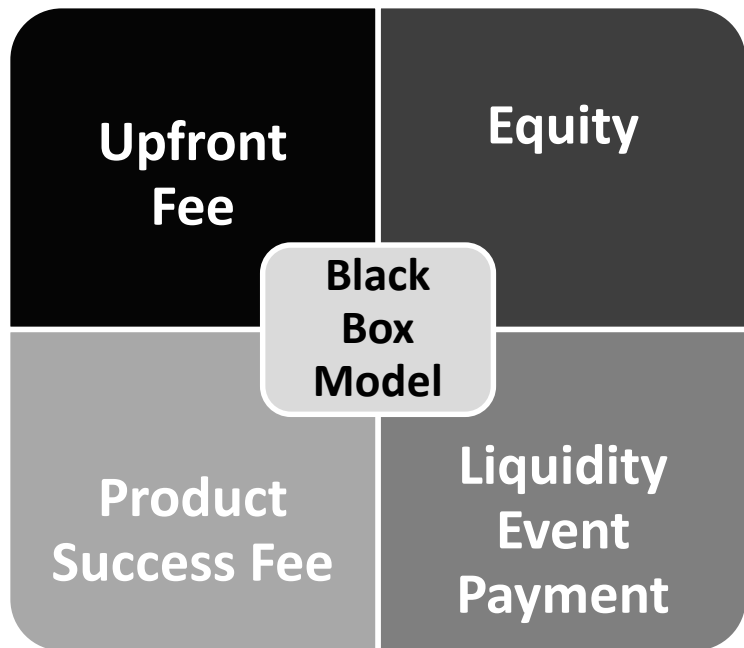 Upfront
Fee
Equity
Black
Box
Model
Product
Success Fee
Liquidity
Event
Payment